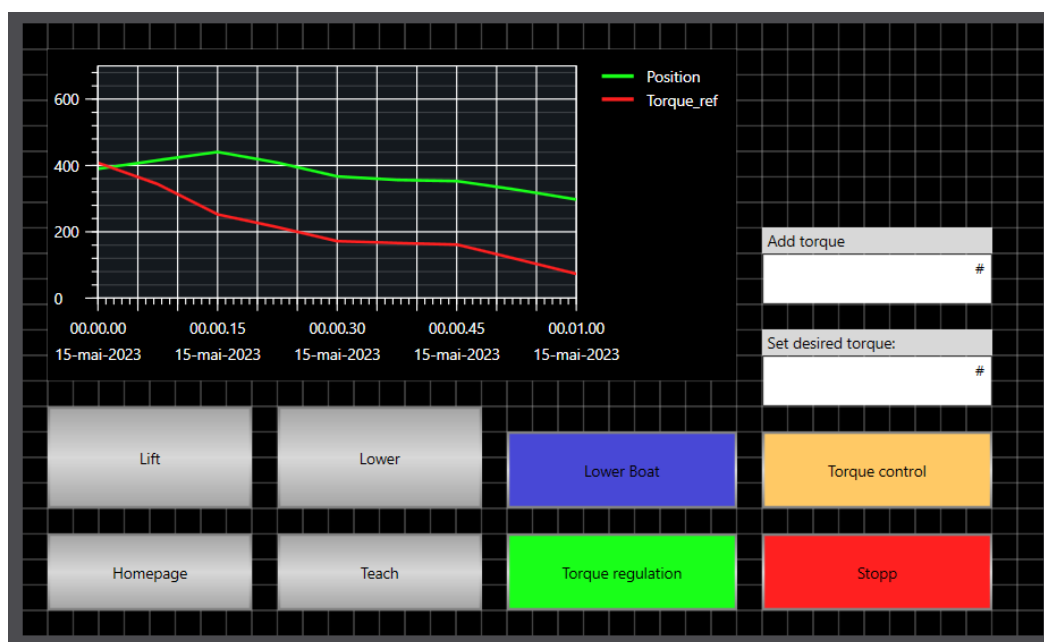 Position
Torque_ref
600
400
200
0
00.00.00 00.00.15 00.00.30 00.00.45 00.01.00
15-mai-2023 15-mai-2023 15-mai-2023 15-mai-2023 15-mai-2023
Add torque
#
Set desired torque:
#
Lift
Lower
Lower Boat
Torque control
Homepage
Teach
Torque regulation
Stopp